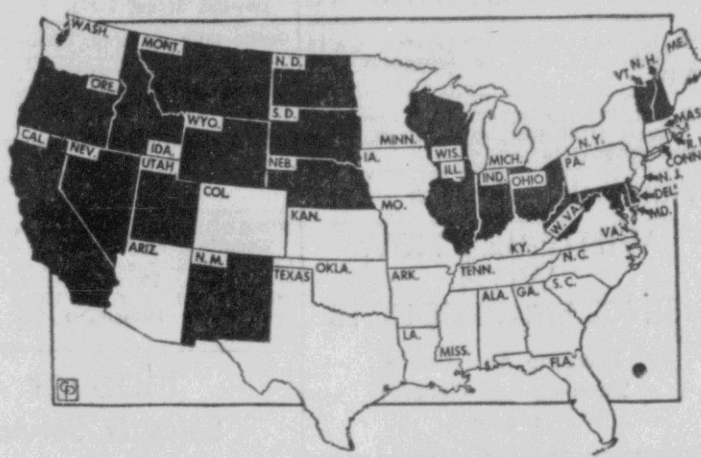 WASH.
MONT.
N. D.
ME.
N. H.
VT.
ORE.
S. D.
WYO.
MINN.
WIS.
MICH.
N. Y.
MAS
R. I.
CONN
CAL.
NEV.
IDA.
UTAH
NEB.
IA.
ILL.
IND.
OHIO
PA.
N. J.
DEL.
MD.
COL.
KAN.
MO.
W. VA.
VA.
KY.
ARIZ.
N. M.
TEXAS
OKLA.
ARK.
TENN.
N. C.
S. C.
ALA.
GA.
LA.
MISS.
FLA.
CP